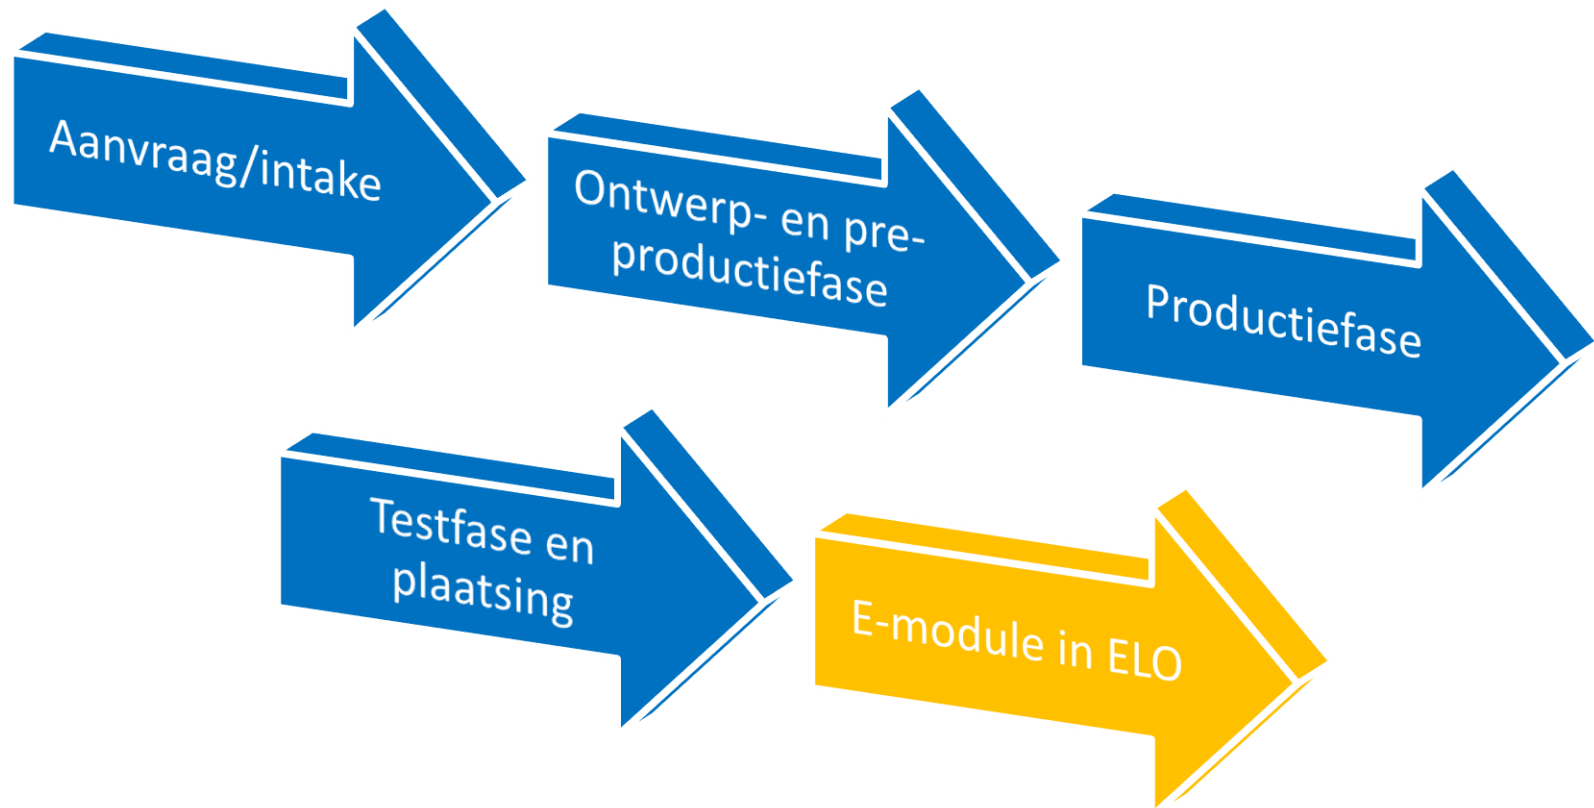 Aanvraag/intake
Ontwerp- en pre-
productiefase
Productiefase
Testfase en
plaatsing
E-module in ELO